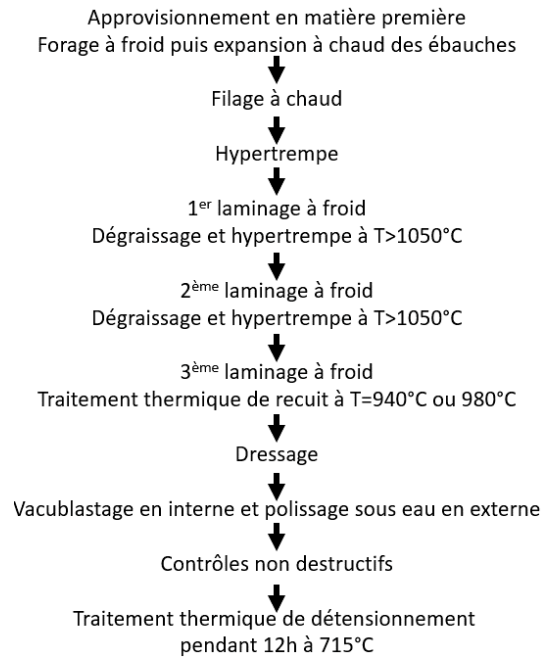 Approvisionnement en matière première
Forage à froid puis expansion à chaud des ébauches
Filage à chaud
Hypertrempe
1er laminage à froid
Dégraissage et hypertrempe à T>1050°C
2ème laminage à froid
Dégraissage et hypertrempe à T>1050°C
3ème laminage à froid
Traitement thermique de recuit à T=940°C ou 980°C
Dressage
Vacublastage en interne et polissage sous eau en externe
Contrôles non destructifs
Traitement thermique de détensionnement
pendant 12h à 715°C